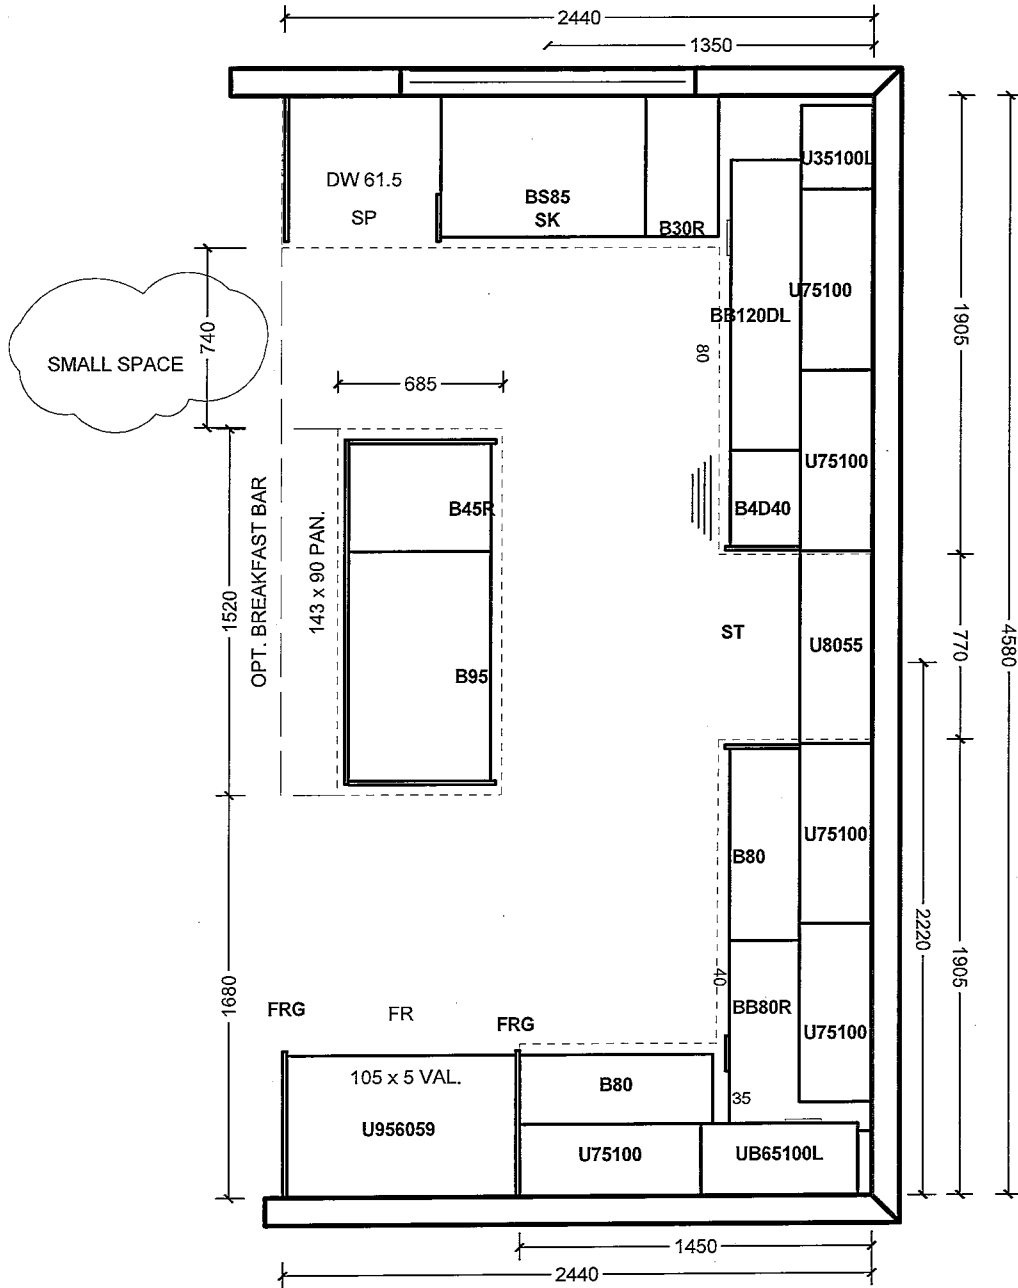 2440
1350
DW 61.5
SP
BS85
SK
B30R
U35100L
U75100
BB120DL
1905
SMALL SPACE
740
80
685
U75100
B45R
B4D40
OPT. BREAKFAST BAR
143 x 90 PAN.
1520
ST
U8055
770
4580
B95
U75100
B80
2220
1905
1680
40
BB80R
U75100
FRG
FR
FRG
105 x 5 VAL.
B80
35
U956059
U75100
UB65100L
1450
2440